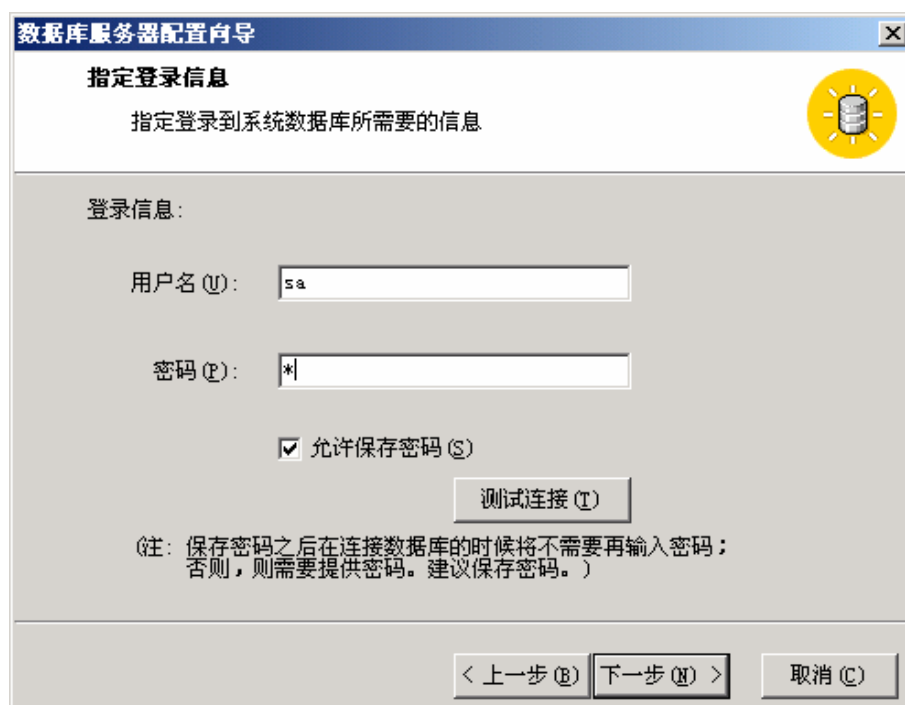 数据库服务器配置向导
指定登录信息
指定登录到系统数据库所需要的信息
登录信息:
用户名(U): sa
密码(P): *
允许保存密码(S)
测试连接(T)
(注: 保存密码之后在连接数据库的时候将不需要再输入密码;
否则,则需要提供密码。建议保存密码。)
< 上一步(B) 下一步(N) > 取消(C)